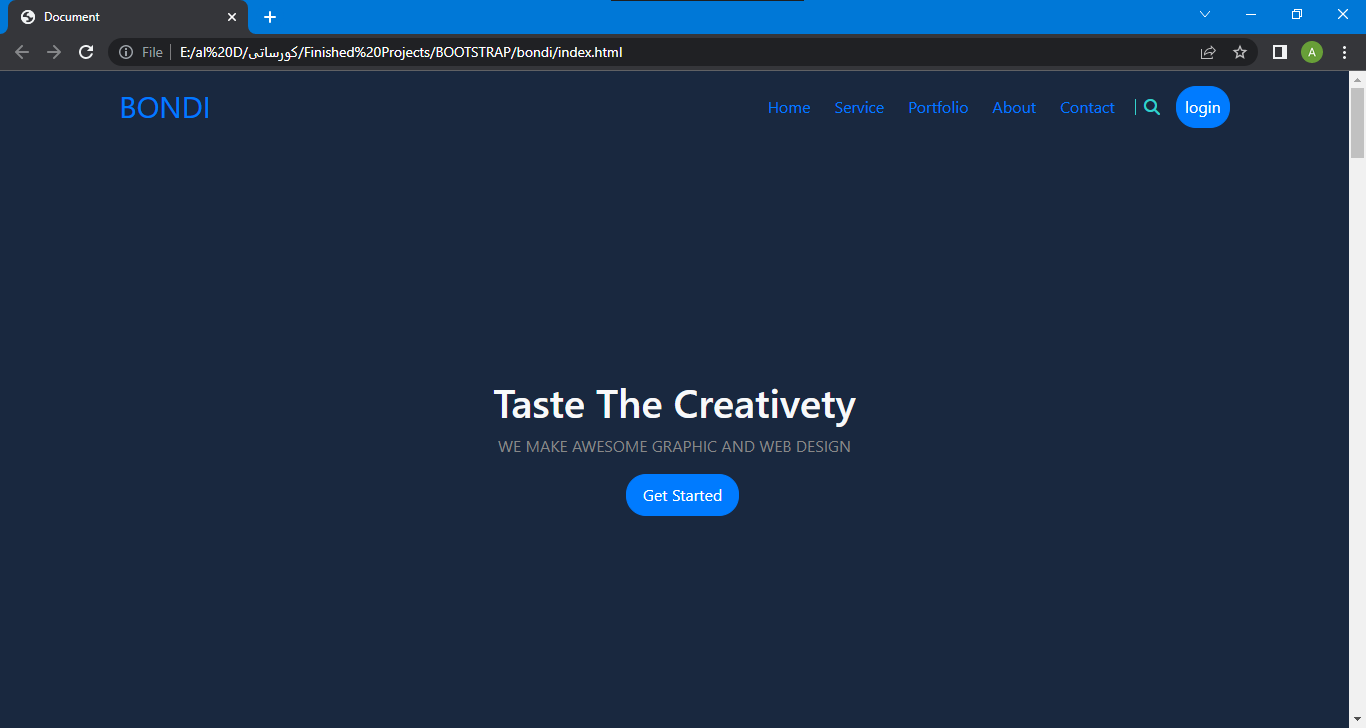 Document
File
E:/al%20D/كورساتى/Finished%20Projects/BOOTSTRAP/bondi/index.html
A
BONDI
Home Service Portfolio About Contact | login
Taste The Creativety
WE MAKE AWESOME GRAPHIC AND WEB DESIGN
Get Started